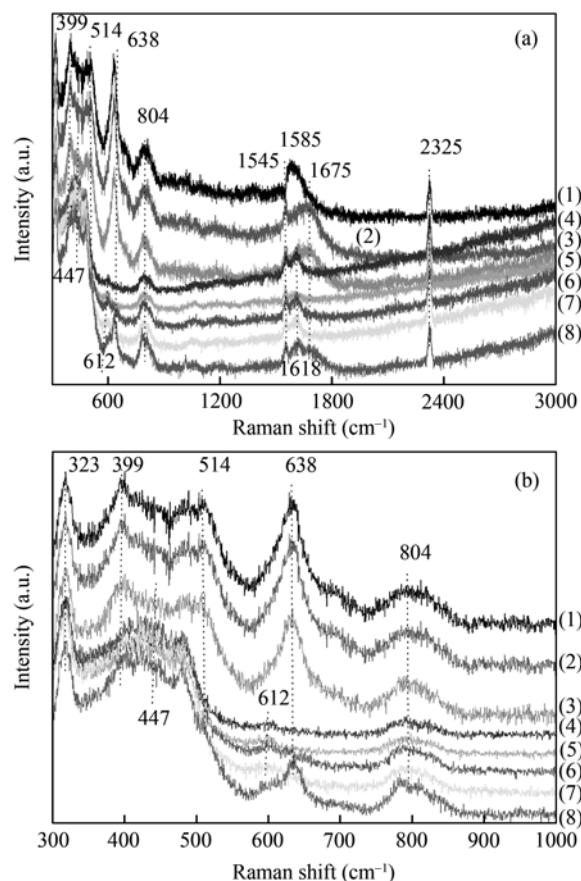 399 514 638 (a)
804
1585
1545 1675 2325
(1)
(4)
(2) (3)
(5)
(6)
447 (7)
(8)
612 1618
Intensity (a.u.)
600 1200 1800 2400 3000
Raman shift (cm⁻¹)
323 399 514 638 (b)
804
(1)
(2)
(3)
447 612 (4)
(5)
(6)
(7)
(8)
Intensity (a.u.)
300 400 500 600 700 800 900 1000
Raman shift (cm⁻¹)